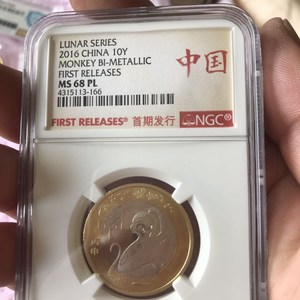 LUNAR SERIES
2016 CHINA 10Y
MONKEY BI-METALLIC
FIRST RELEASES
MS 68 PL
4315113-166
中国
FIRST RELEASES® 首期发行 NGC®